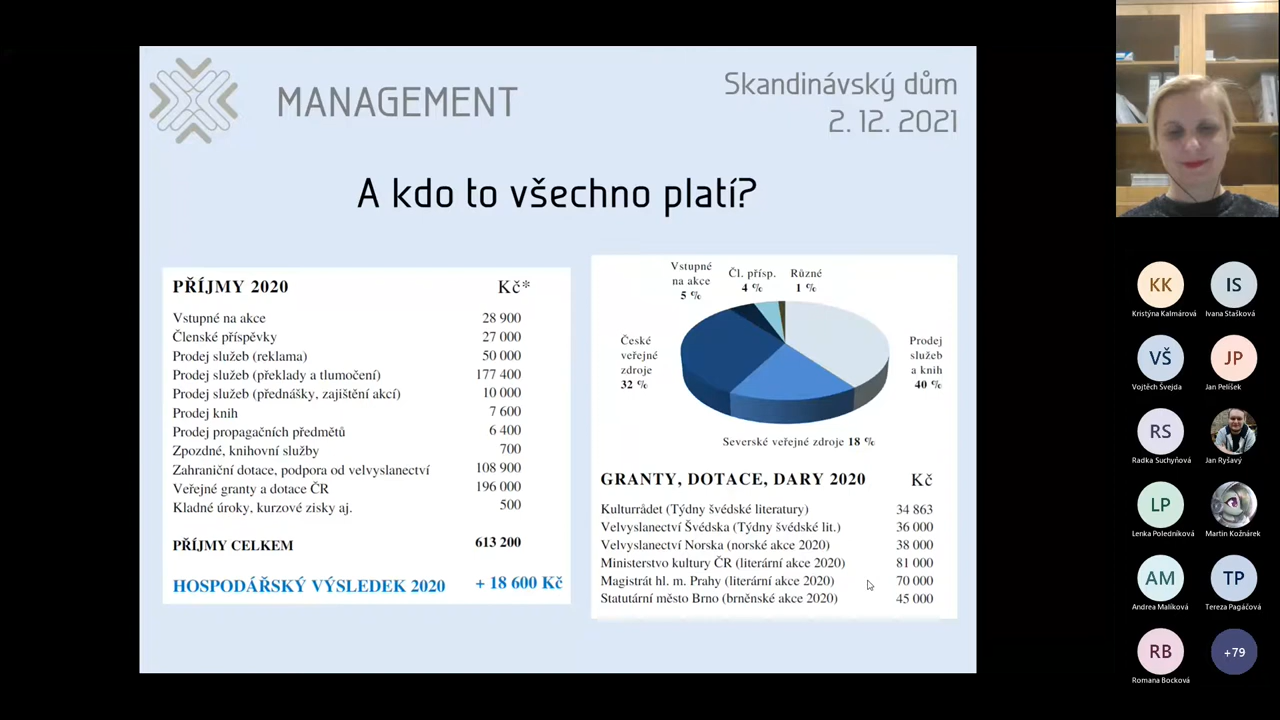 MANAGEMENT
Skandinávský dům
2. 12. 2021
A kdo to všechno platí?
PŘÍJMY 2020 Kč*
Vstupné na akce 28 900
Členské příspěvky 27 000
Prodej služeb (reklama) 50 000
Prodej služeb (překlady a tlumočení) 177 400
Prodej služeb (přednášky, zajištění akcí) 10 000
Prodej knih 7 600
Prodej propagačních předmětů 6 400
Zpozdné, knihovní služby 700
Zahraniční dotace, podpora od velvyslanectví 108 900
Veřejné granty a dotace ČR 196 000
Kladné úroky, kurzové zisky aj. 500
PŘÍJMY CELKEM 613 200
HOSPODÁŘSKÝ VÝSLEDEK 2020 + 18 600 Kč
Vstupné
na akce
5 %
Čl. přísp.
4 %
Různé
1 %
České
veřejné
zdroje
32 %
Prodej
služeb
a knih
40 %
Severské veřejné zdroje 18 %
GRANTY, DOTACE, DARY 2020 Kč
Kulturrådet (Týdny švédské literatury) 34 863
Velvyslanectví Švédska (Týdny švédské lit.) 36 000
Velvyslanectví Norska (norské akce 2020) 38 000
Ministerstvo kultury ČR (literární akce 2020) 81 000
Magistrát hl. m. Prahy (literární akce 2020) 70 000
Statutární město Brno (brněnské akce 2020) 45 000
KK IS
Kristýna Kalmárová Ivana Stašková
VŠ JP
Vojtěch Švejda Jan Pelíšek
RS
Radka Suchyňová Jan Ryšavý
LP
Lenka Poledníková Martin Kožnárek
AM TP
Andrea Malíková Tereza Pagáčová
RB +79
Romana Bocková